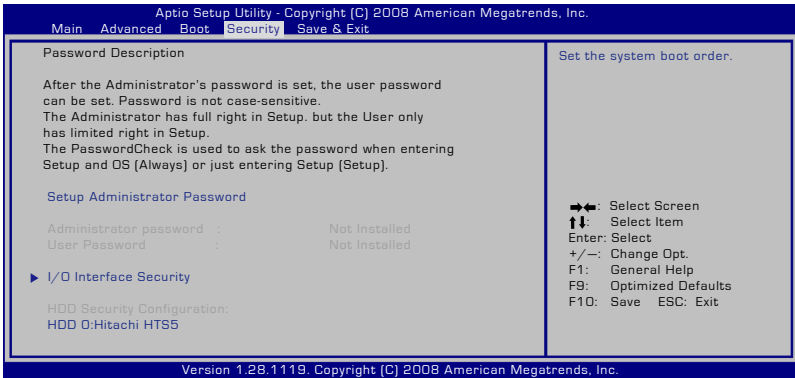 Aptio Setup Utility - Copyright (C) 2008 American Megatrends, Inc.
Main Advanced Boot Security Save & Exit
Password Description
After the Administrator's password is set, the user password
can be set. Password is not case-sensitive.
The Administrator has full right in Setup. but the User only
has limited right in Setup.
The PasswordCheck is used to ask the password when entering
Setup and OS (Always) or just entering Setup (Setup).
Setup Administrator Password
Administrator password : Not Installed
User Password : Not Installed
I/O Interface Security
HDD Security Configuration:
HDD 0:Hitachi HTS5
Set the system boot order.
→←: Select Screen
↑↓: Select Item
Enter: Select
+/—: Change Opt.
F1: General Help
F9: Optimized Defaults
F10: Save ESC: Exit
Version 1.28.1119. Copyright (C) 2008 American Megatrends, Inc.